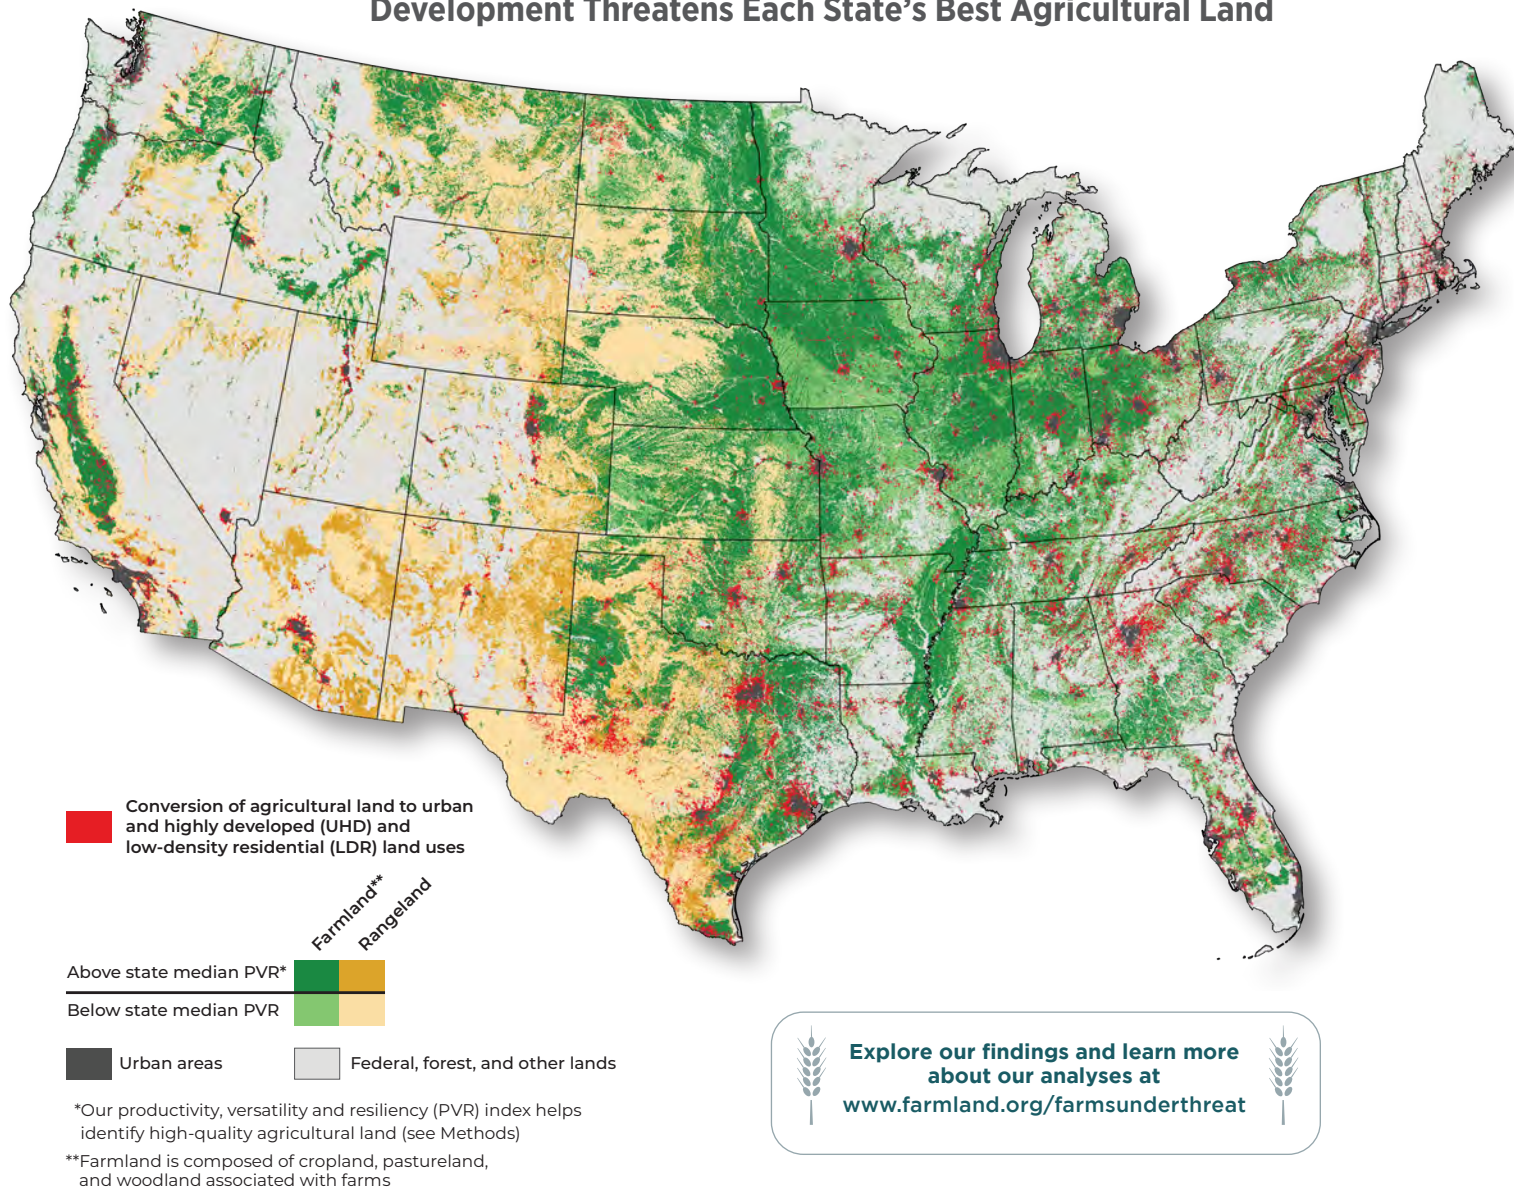 Development Threatens Each State's Best Agricultural Land
Conversion of agricultural land to urban
and highly developed (UHD) and
low-density residential (LDR) land uses
Farmland**
Rangeland
Above state median PVR*
Below state median PVR
Urban areas
Federal, forest, and other lands
*Our productivity, versatility and resiliency (PVR) index helps
identify high-quality agricultural land (see Methods)
**Farmland is composed of cropland, pastureland,
and woodland associated with farms
Explore our findings and learn more
about our analyses at
www.farmland.org/farmsunderthreat